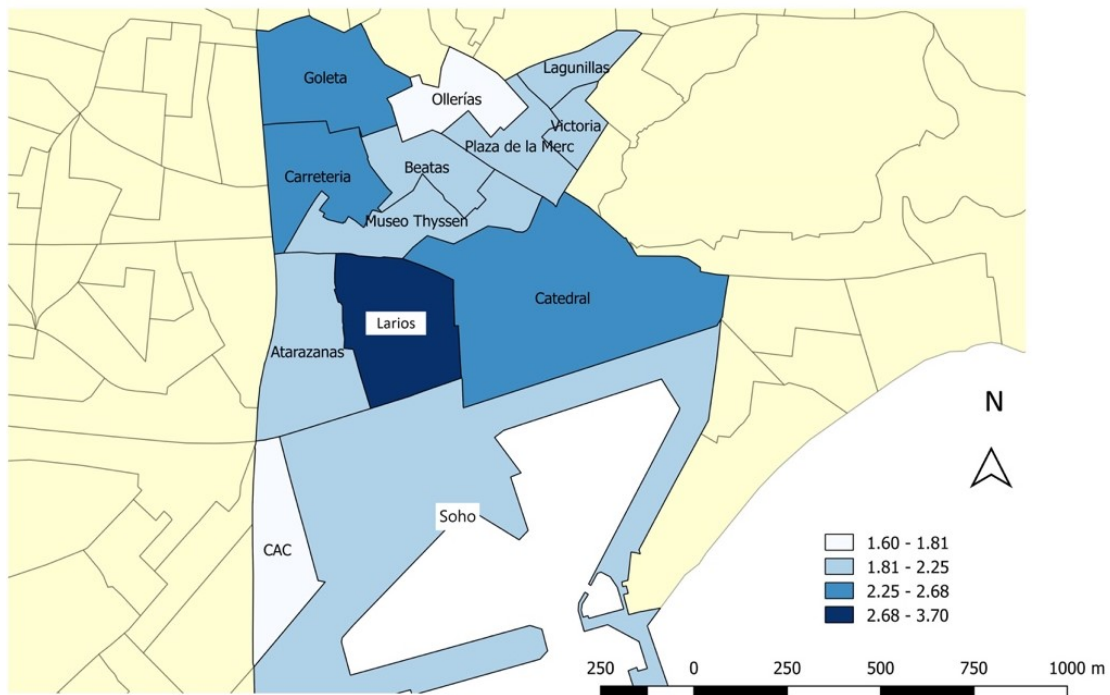 Goleta
Ollerías
Lagunillas
Victoria
Plaza de la Merc
Carreteria
Beatas
Museo Thyssen
Catedral
Larios
Atarazanas
N
Soho
CAC
1.60 - 1.81
1.81 - 2.25
2.25 - 2.68
2.68 - 3.70
250 0 250 500 750 1000 m